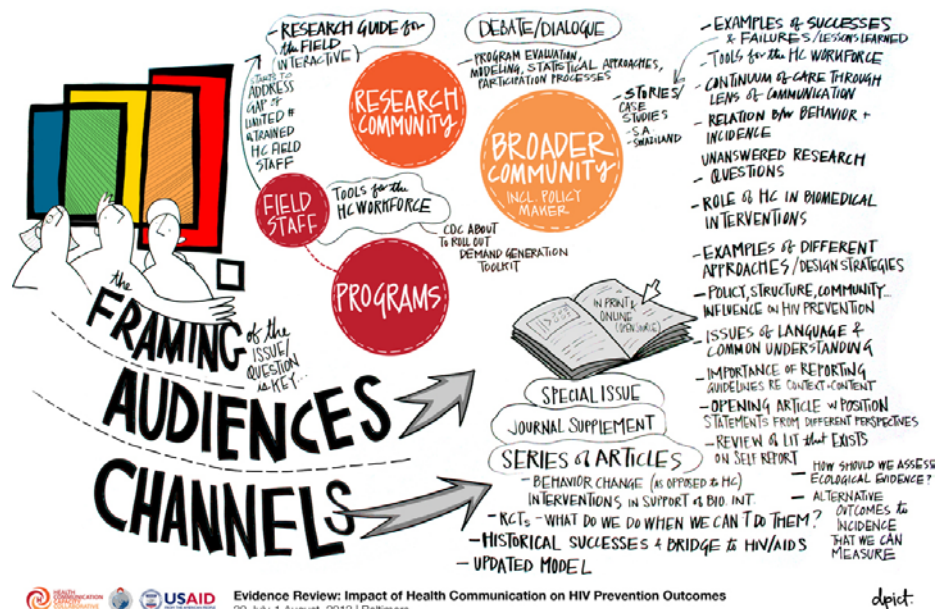 - RESEARCH GUIDE for
the FIELD
(INTERACTIVE)
STARTS TO
ADDRESS
GAP of
LIMITED #
of TRAINED
HC FIELD
STAFF
RESEARCH
COMMUNITY
FIELD
STAFF
TOOLS for the
HC WORKFORCE
- CDC ABOUT
TO ROLL OUT
DEMAND GENERATION
TOOLKIT
PROGRAMS
DEBATE/DIALOGUE
- PROGRAM EVALUATION,
MODELING, STATISTICAL APPROACHES,
PARTICIPATION PROCESSES
- STORIES/
CASE
STUDIES
- S.A.
- SWAZILAND
BROADER
COMMUNITY
INCL. POLICY
MAKER
- EXAMPLES of SUCCESSES
& FAILURES/LESSONS LEARNED
- TOOLS for the HC WORKFORCE
- CONTINUUM of CARE THROUGH
LENS of COMMUNICATION
- RELATION B/W BEHAVIOR +
INCIDENCE
UNANSWERED RESEARCH
- QUESTIONS
- ROLE of HC IN BIOMEDICAL
INTERVENTIONS
- EXAMPLES of DIFFERENT
APPROACHES/DESIGN STRATEGIES
- POLICY, STRUCTURE, COMMUNITY...
INFLUENCE ON HIV PREVENTION
- ISSUES of LANGUAGE &
COMMON UNDERSTANDING
- IMPORTANCE of REPORTING
GUIDELINES RE CONTEXT + CONTENT
- OPENING ARTICLE w POSITION
STATEMENTS FROM DIFFERENT PERSPECTIVES
- REVIEW of LIT that EXISTS
ON SELF REPORT
- HOW SHOULD WE ASSESS
ECOLOGICAL EVIDENCE?
- ALTERNATIVE
OUTCOMES to
INCIDENCE
THAT WE CAN
MEASURE
the
FRAMING
of the
ISSUE/
QUESTION
is KEY...
AUDIENCES
CHANNELS
IN PRINT &
ONLINE
(OPEN SOURCE)
SPECIAL ISSUE
JOURNAL SUPPLEMENT
SERIES of ARTICLES
- BEHAVIOR CHANGE (AS OPPOSED to HC)
INTERVENTIONS IN SUPPORT of BIO. INT.
- RCTs - WHAT DO WE DO WHEN WE CAN'T DO THEM?
- HISTORICAL SUCCESSES & BRIDGE to HIV/AIDS
- UPDATED MODEL
HEALTH
COMMUNICATION
CAPACITY
COLLABORATIVE
USAID
FROM THE AMERICAN PEOPLE
Evidence Review: Impact of Health Communication on HIV Prevention Outcomes
dpict.